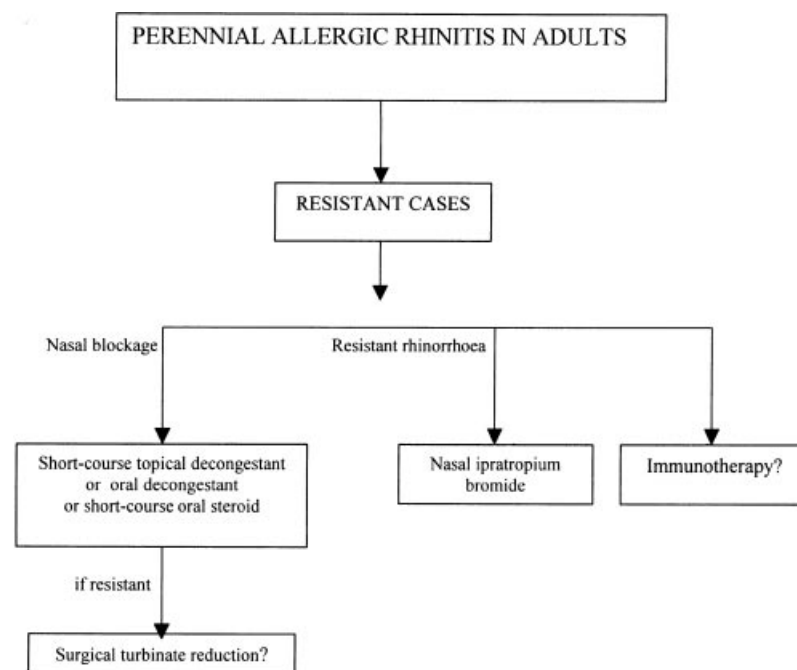 PERENNIAL ALLERGIC RHINITIS IN ADULTS
RESISTANT CASES
Nasal blockage
Resistant rhinorrhoea
Short-course topical decongestant
or oral decongestant
or short-course oral steroid
Nasal ipratropium
bromide
Immunotherapy?
if resistant
Surgical turbinate reduction?